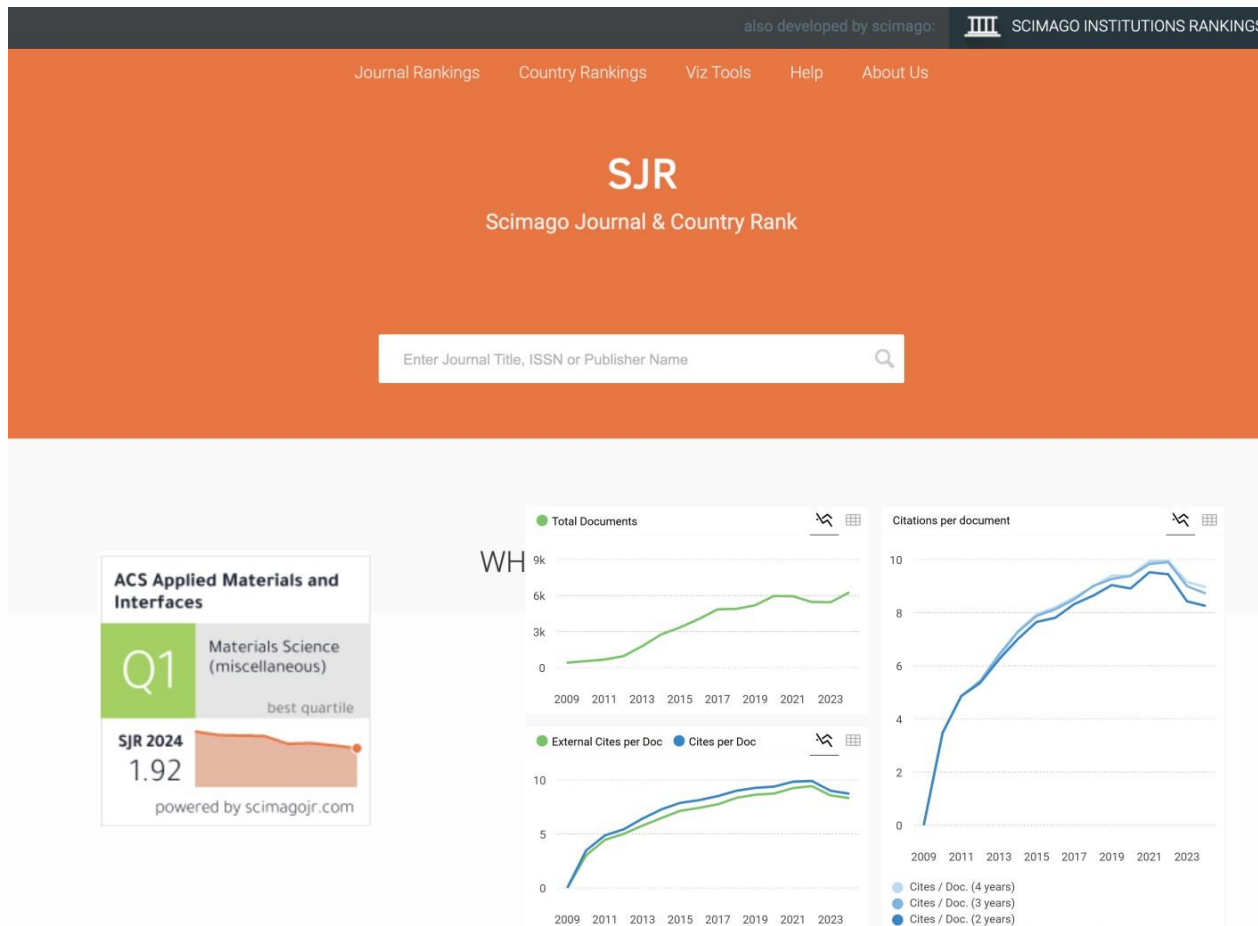 also developed by scimago: SCIMAGO INSTITUTIONS RANKINGS
Journal Rankings Country Rankings Viz Tools Help About Us
SJR
Scimago Journal & Country Rank
Enter Journal Title, ISSN or Publisher Name
WH
ACS Applied Materials and
Interfaces
Q1
Materials Science
(miscellaneous)
best quartile
SJR 2024
1.92
powered by scimagojr.com
Total Documents
9k
6k
3k
0
2009 2011 2013 2015 2017 2019 2021 2023
External Cites per Doc Cites per Doc
10
5
0
2009 2011 2013 2015 2017 2019 2021 2023
Citations per document
10
8
6
4
2
0
2009 2011 2013 2015 2017 2019 2021 2023
Cites / Doc. (4 years)
Cites / Doc. (3 years)
Cites / Doc. (2 years)